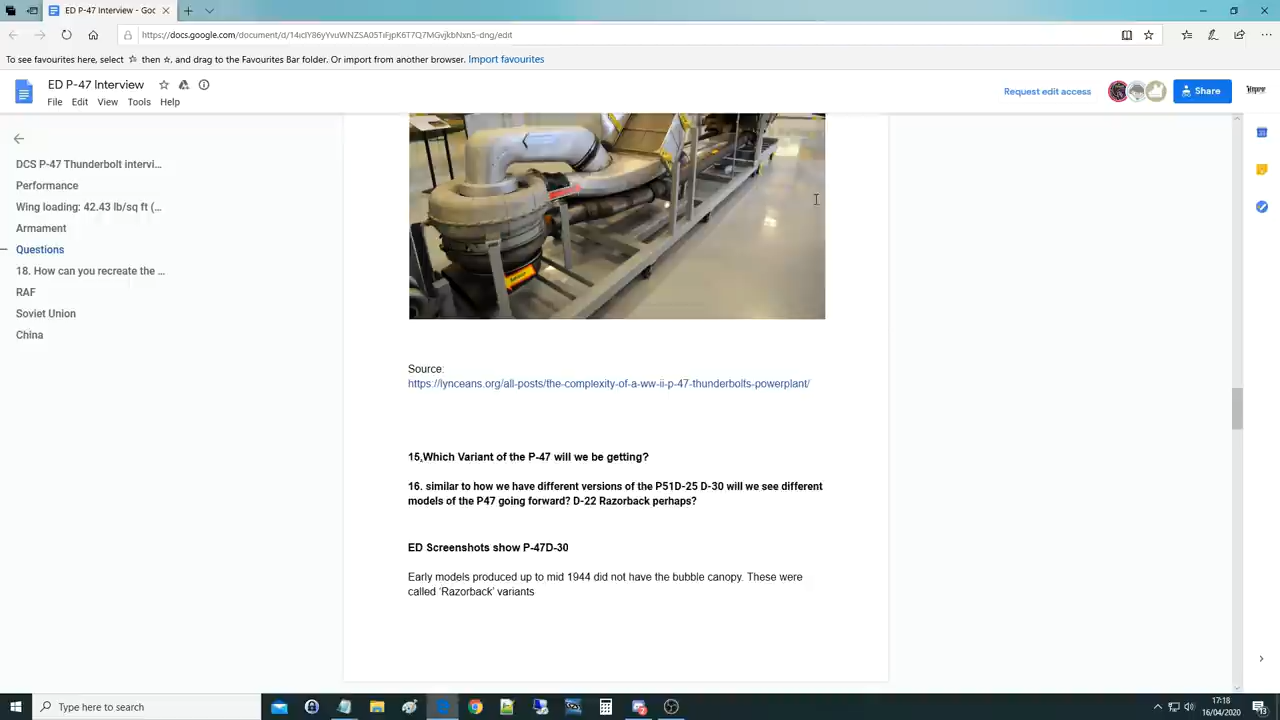 ED P-47 Interview - Goo
https://docs.google.com/document/d/14iclY86yYvuWNZSA05TiFjpK6T7Q7MGvjkbNxn5-dng/edit
To see favourites here, select ☆ then ☆, and drag to the Favourites Bar folder. Or import from another browser. Import favourites
ED P-47 Interview
File Edit View Tools Help
Request edit access
Share
DCS P-47 Thunderbolt intervi...
Performance
Wing loading: 42.43 lb/sq ft (...
Armament
Questions
18. How can you recreate the ...
RAF
Soviet Union
China
Source:
https://lynceans.org/all-posts/the-complexity-of-a-ww-ii-p-47-thunderbolts-powerplant/
15,Which Variant of the P-47 will we be getting?
16. similar to how we have different versions of the P51D-25 D-30 will we see different
models of the P47 going forward? D-22 Razorback perhaps?
ED Screenshots show P-47D-30
Early models produced up to mid 1944 did not have the bubble canopy. These were
called ‘Razorback’ variants
Type here to search
17:18
16/04/2020